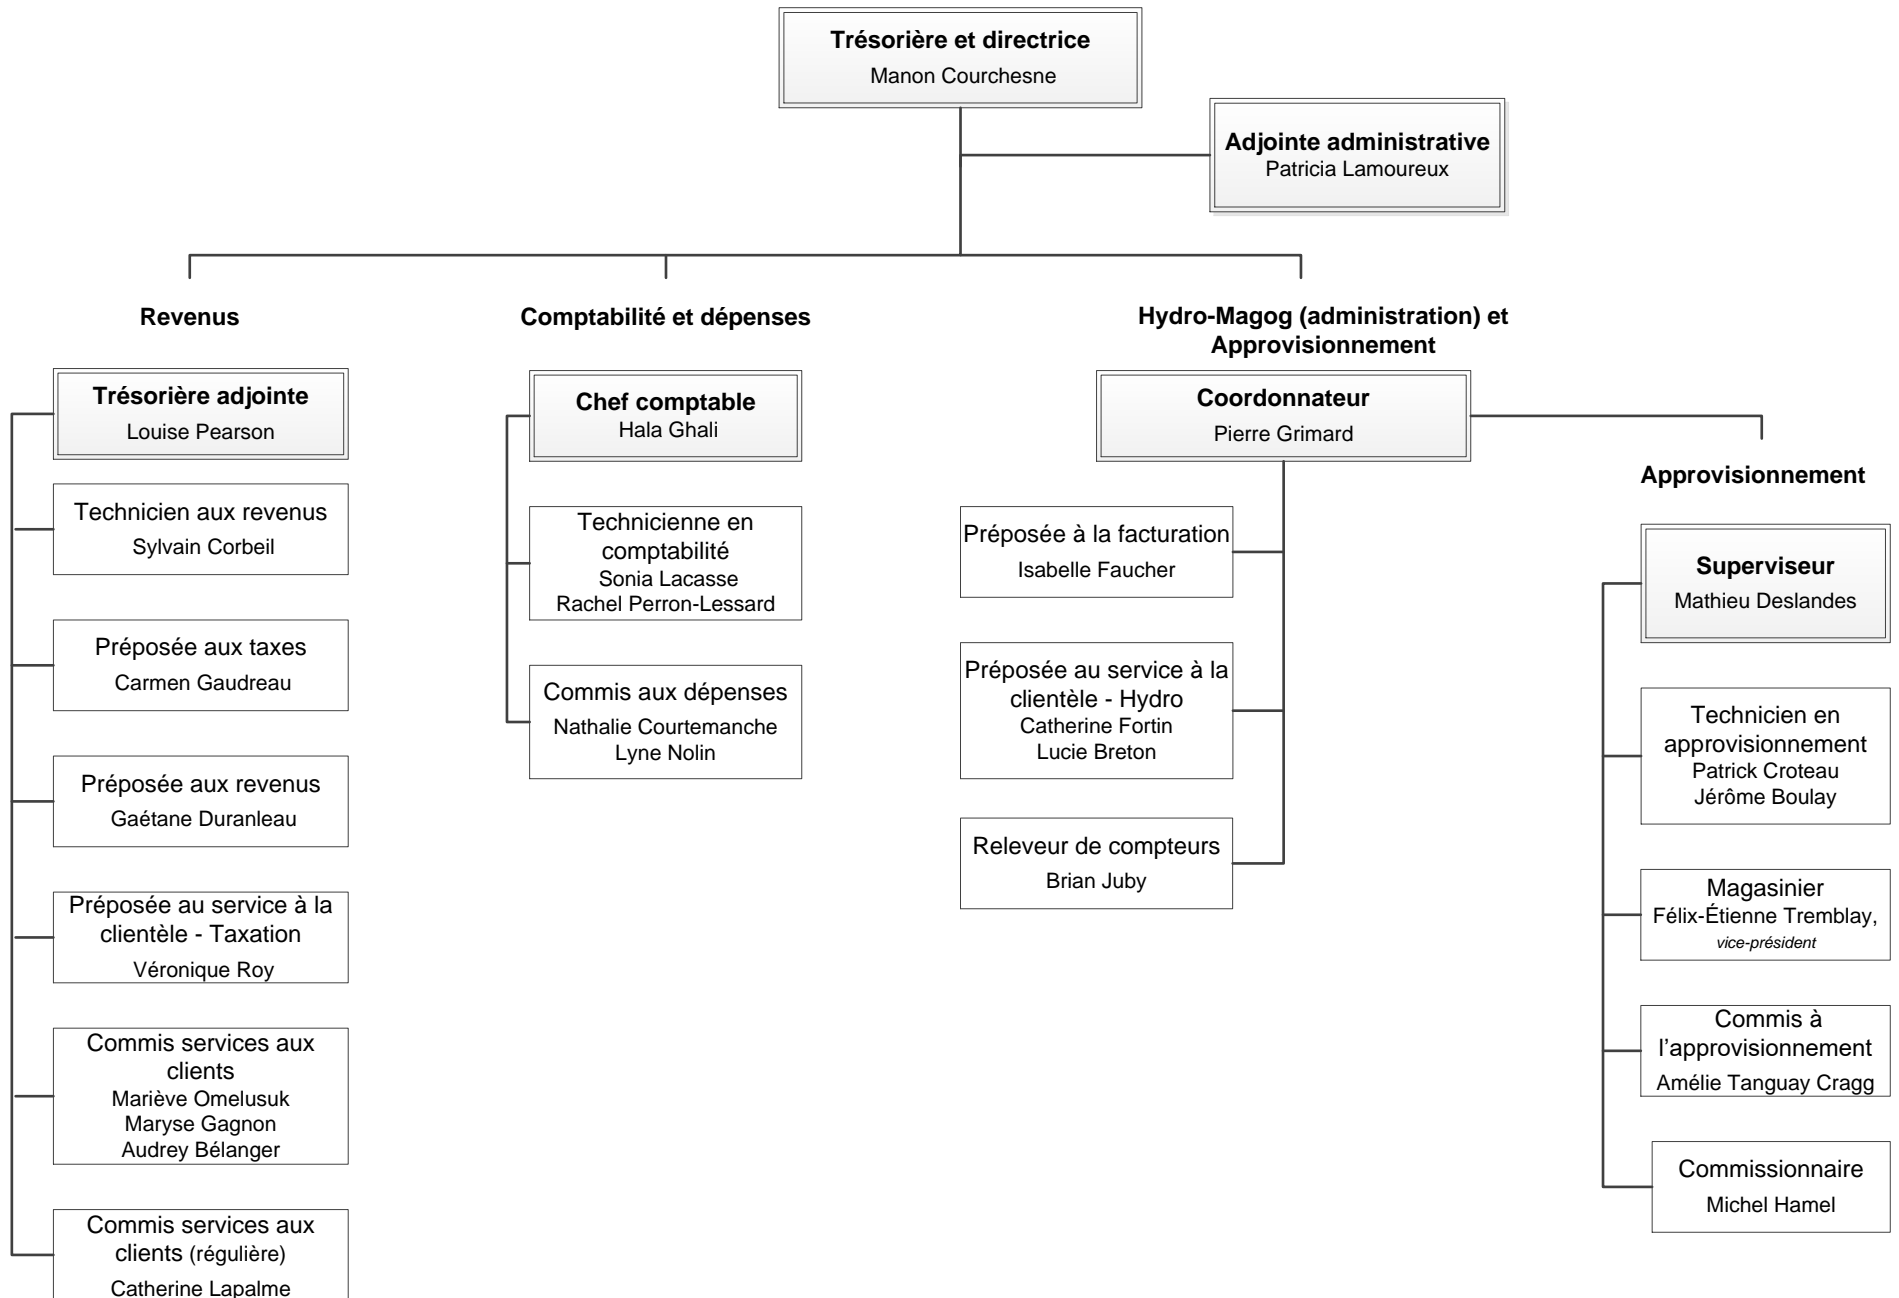 Trésorière et directrice
Manon Courchesne
Adjointe administrative
Patricia Lamoureux
Revenus
Trésorière adjointe
Louise Pearson
Technicien aux revenus
Sylvain Corbeil
Préposée aux taxes
Carmen Gaudreau
Préposée aux revenus
Gaétane Duranleau
Préposée au service à la
clientèle - Taxation
Véronique Roy
Commis services aux
clients
Mariève Omelusuk
Maryse Gagnon
Audrey Bélanger
Commis services aux
clients (régulière)
Catherine Lapalme
Comptabilité et dépenses
Chef comptable
Hala Ghali
Technicienne en
comptabilité
Sonia Lacasse
Rachel Perron-Lessard
Commis aux dépenses
Nathalie Courtemanche
Lyne Nolin
Hydro-Magog (administration) et
Approvisionnement
Coordonnateur
Pierre Grimard
Préposée à la facturation
Isabelle Faucher
Préposée au service à la
clientèle - Hydro
Catherine Fortin
Lucie Breton
Releveur de compteurs
Brian Juby
Approvisionnement
Superviseur
Mathieu Deslandes
Technicien en
approvisionnement
Patrick Croteau
Jérôme Boulay
Magasinier
Félix-Étienne Tremblay,
vice-président
Commis à
l’approvisionnement
Amélie Tanguay Cragg
Commissionnaire
Michel Hamel